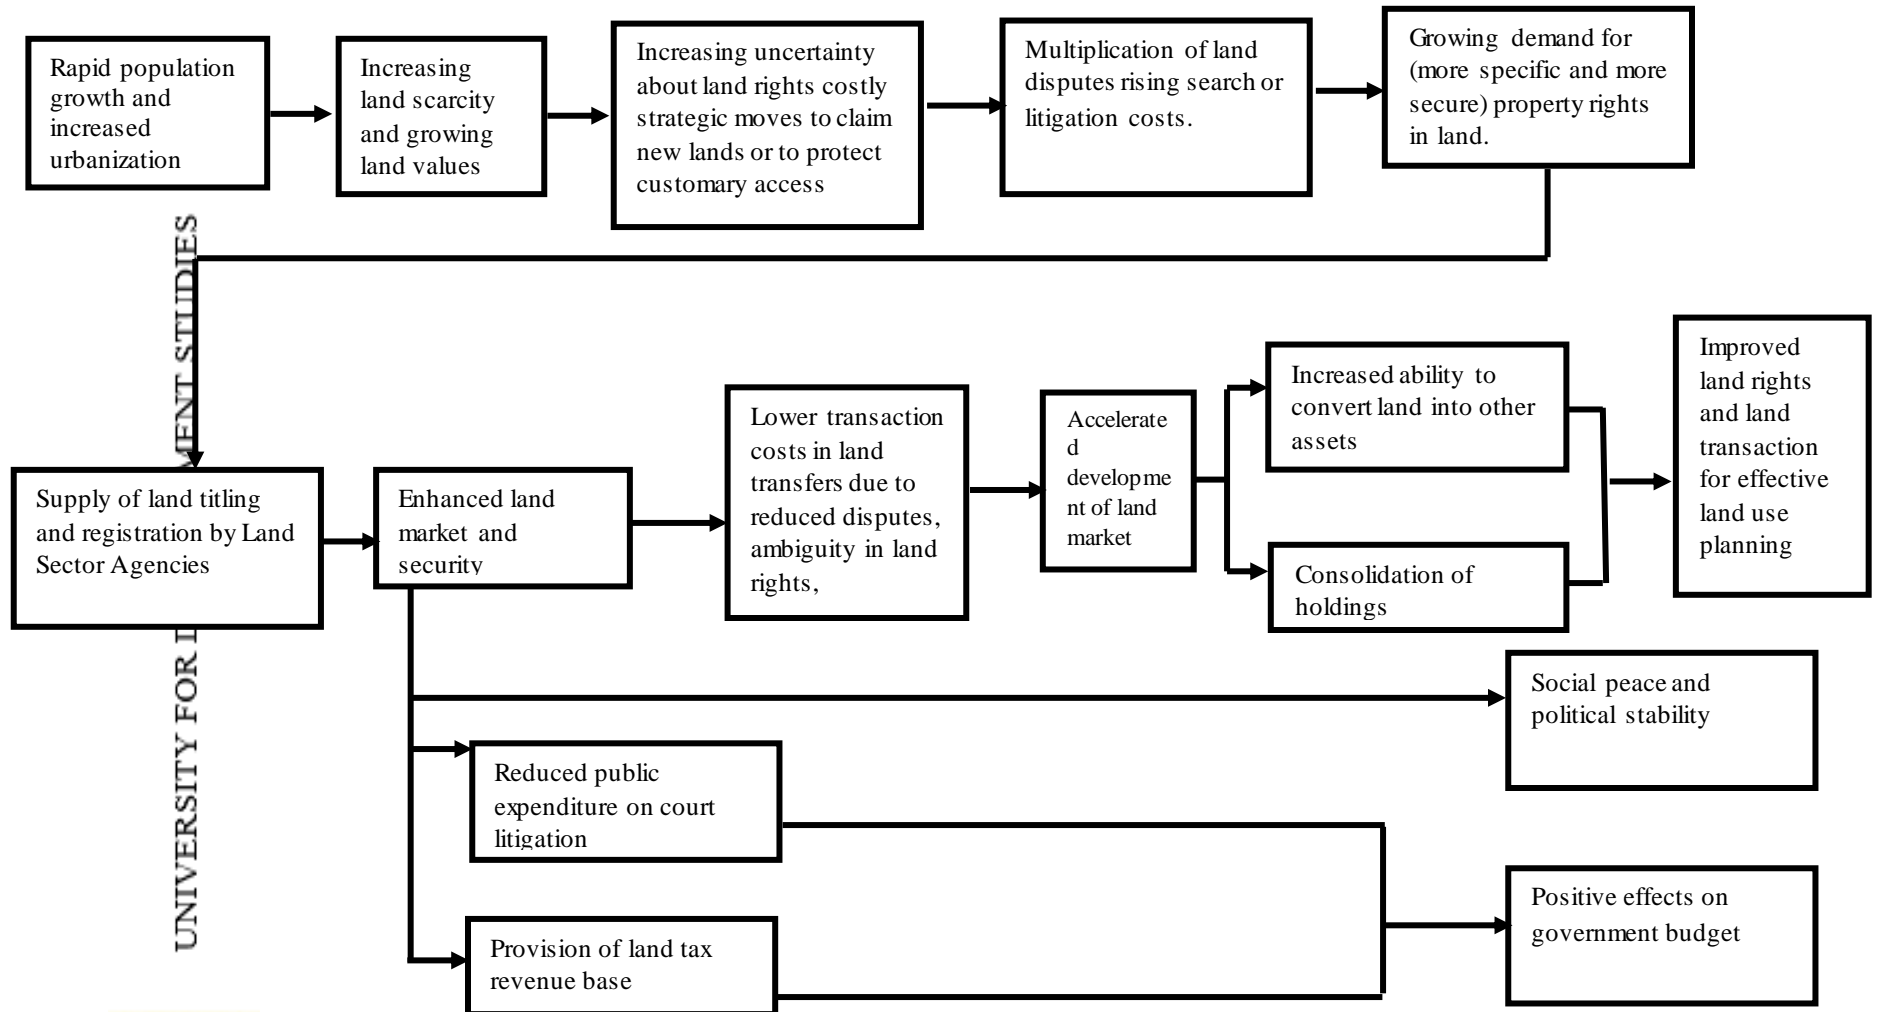 Rapid population
growth and
increased
urbanization
Increasing
land scarcity
and growing
land values
Increasing uncertainty
about land rights costly
strategic moves to claim
new lands or to protect
customary access
Multiplication of land
disputes rising search or
litigation costs.
Growing demand for
(more specific and more
secure) property rights
in land.
Supply of land titling
and registration by Land
Sector Agencies
Enhanced land
market and
security
Lower transaction
costs in land
transfers due to
reduced disputes,
ambiguity in land
rights,
Accelerate
d
developme
nt of land
market
Increased ability to
convert land into other
assets
Consolidation of
holdings
Improved
land rights
and land
transaction
for effective
land use
planning
Social peace and
political stability
Reduced public
expenditure on court
litigation
Provision of land tax
revenue base
Positive effects on
government budget
UNIVERSITY FOR STUDIES